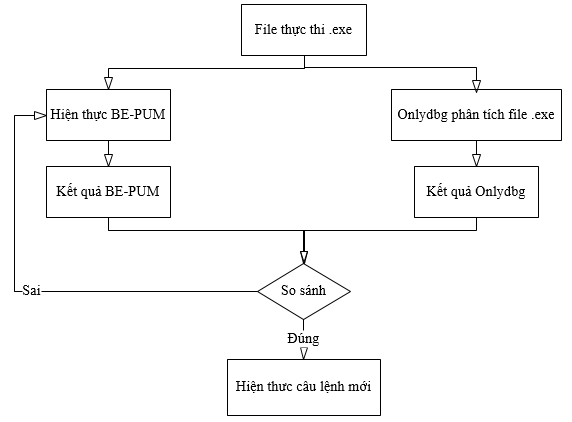 File thực thi .exe
Hiện thực BE-PUM
Onlydbg phân tích file .exe
Kết quả BE-PUM
Kết quả Onlydbg
So sánh
Sai
Đúng
Hiện thưc câu lệnh mới